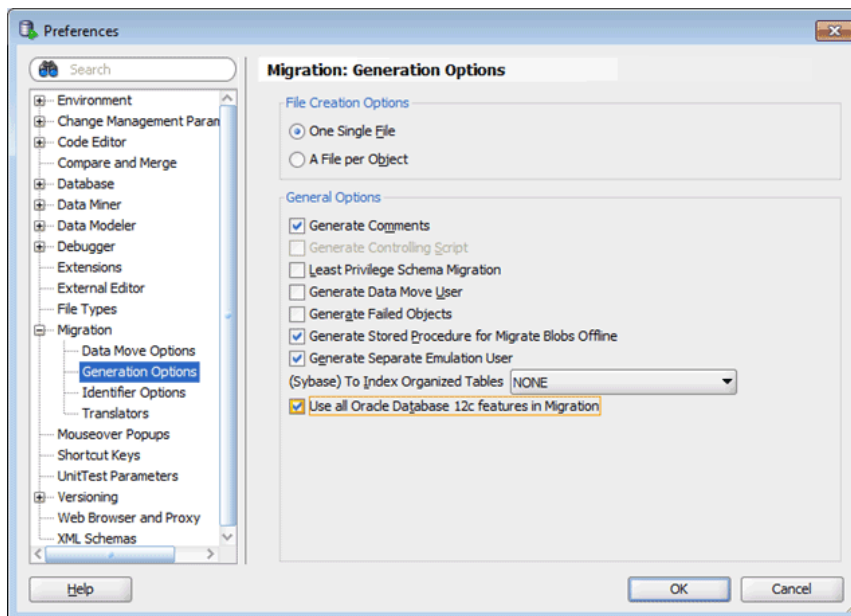 Preferences
Search
Environment
Change Management Param
Code Editor
Compare and Merge
Database
Data Miner
Data Modeler
Debugger
Extensions
External Editor
File Types
Migration
Data Move Options
Generation Options
Identifier Options
Translators
Mouseover Popups
Shortcut Keys
UnitTest Parameters
Versioning
Web Browser and Proxy
XML Schemas
Migration: Generation Options
File Creation Options
One Single File
A File per Object
General Options
Generate Comments
Generate Controlling Script
Least Privilege Schema Migration
Generate Data Move User
Generate Failed Objects
Generate Stored Procedure for Migrate Blobs Offline
Generate Separate Emulation User
(Sybase) To Index Organized Tables NONE
Use all Oracle Database 12c features in Migration
Help OK Cancel